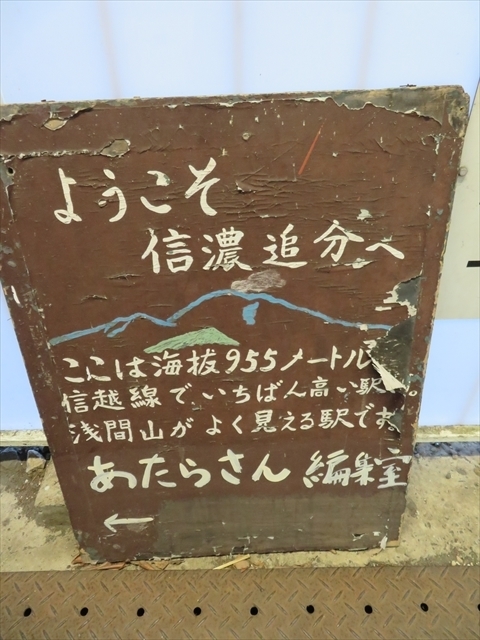 ようこそ
信濃追分へ
ここは海抜955メートル
信越線で、いちばん高い駅 。
浅間山がよく見える駅です
あたらさん 編集室
←